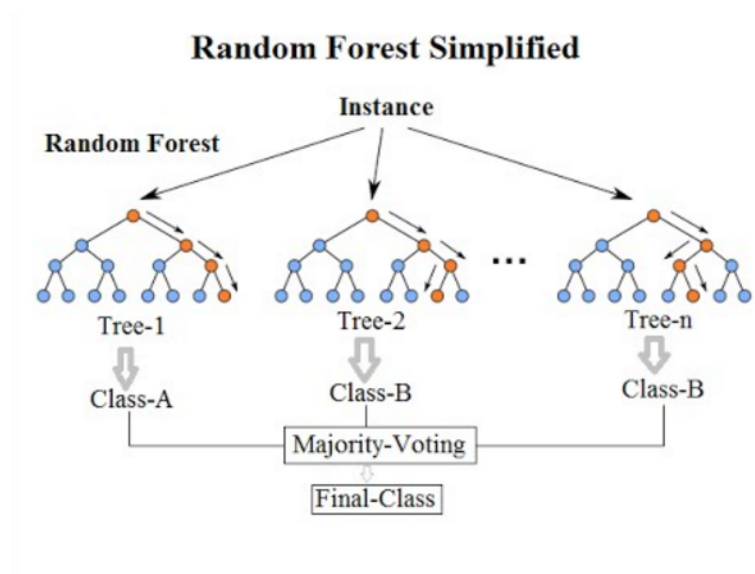 Random Forest Simplified
Instance
Random Forest
...
Tree-1
Tree-2
Tree-n
Class-A
Class-B
Class-B
Majority-Voting
Final-Class